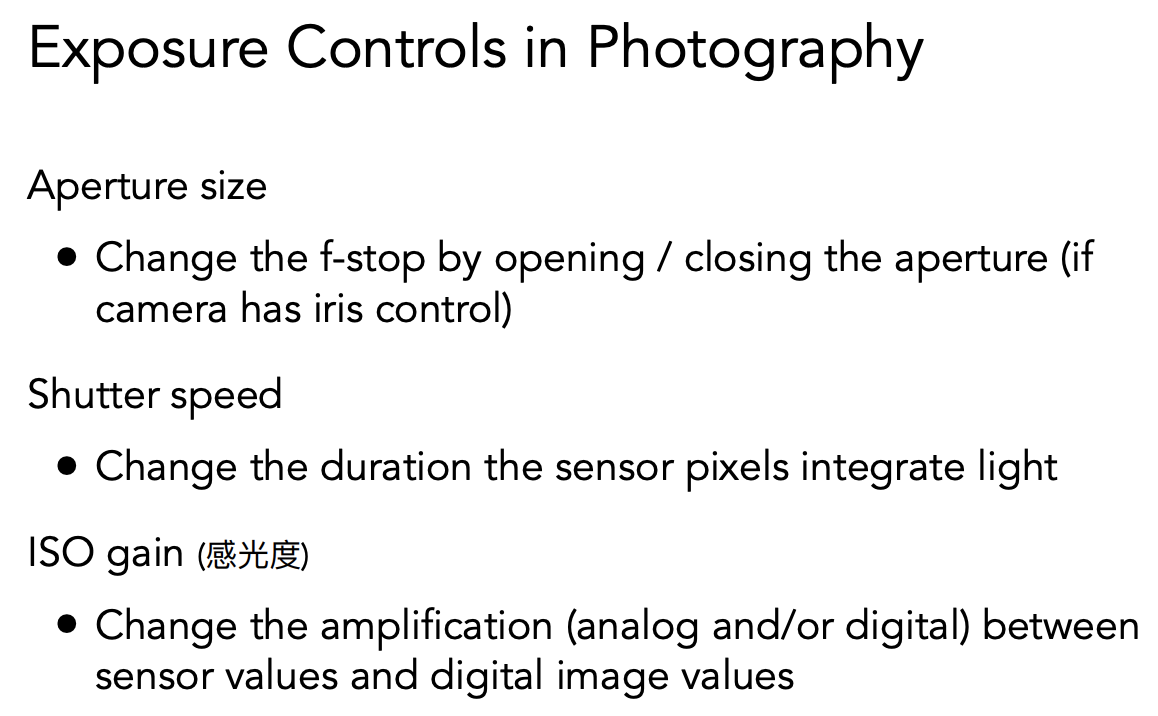 Exposure Controls in Photography
Aperture size
• Change the f-stop by opening / closing the aperture (if
camera has iris control)
Shutter speed
• Change the duration the sensor pixels integrate light
ISO gain (感光度)
• Change the amplification (analog and/or digital) between
sensor values and digital image values